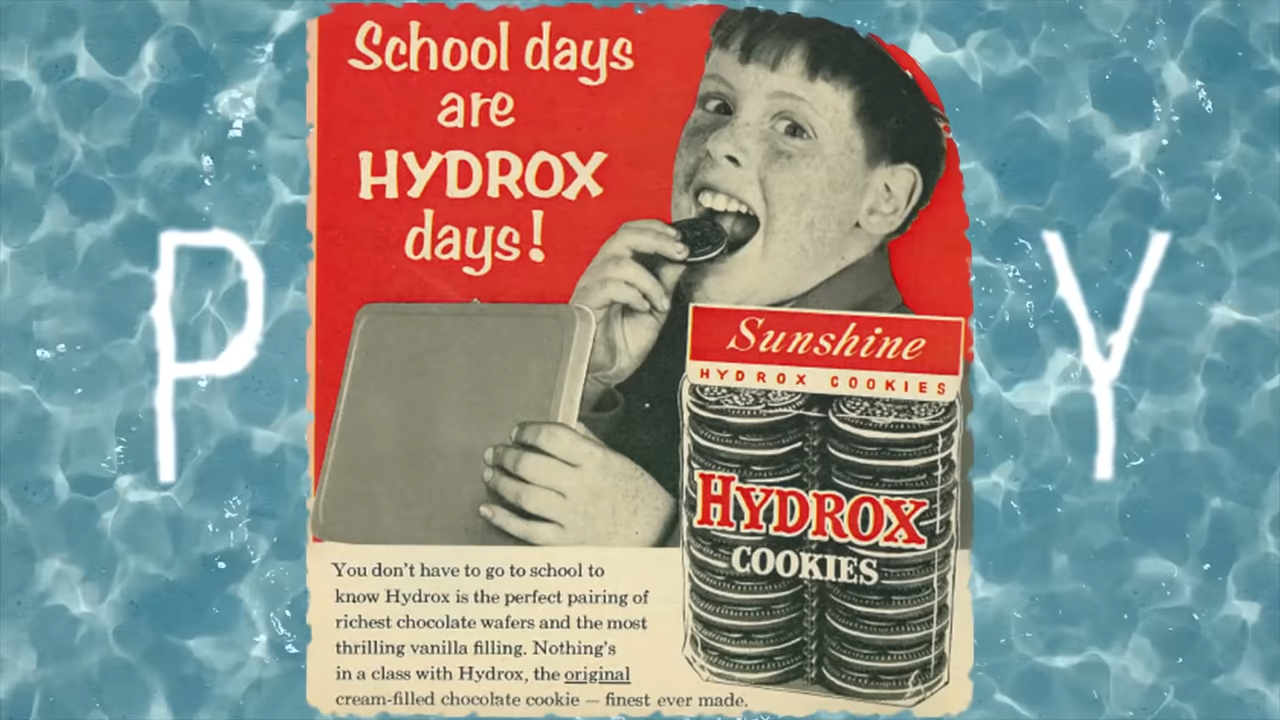 School days
are
HYDROX
days!
P
Y
Sunshine
HYDROX COOKIES
HYDROX
COOKIES
You don't have to go to school to
know Hydrox is the perfect pairing of
richest chocolate wafers and the most
thrilling vanilla filling. Nothing's
in a class with Hydrox, the original
cream-filled chocolate cookie — finest ever made.